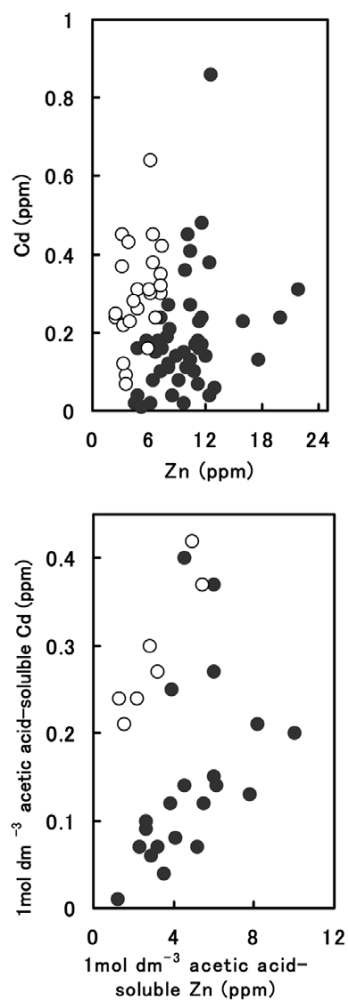 1
0.8
0.6
0.4
0.2
0
Cd (ppm)
0 6 12 18 24
Zn (ppm)
0.4
0.3
0.2
0.1
0
1mol dm⁻³ acetic acid-solulble Cd (ppm)
0 4 8 12
1mol dm⁻³ acetic acid-
soluble Zn (ppm)